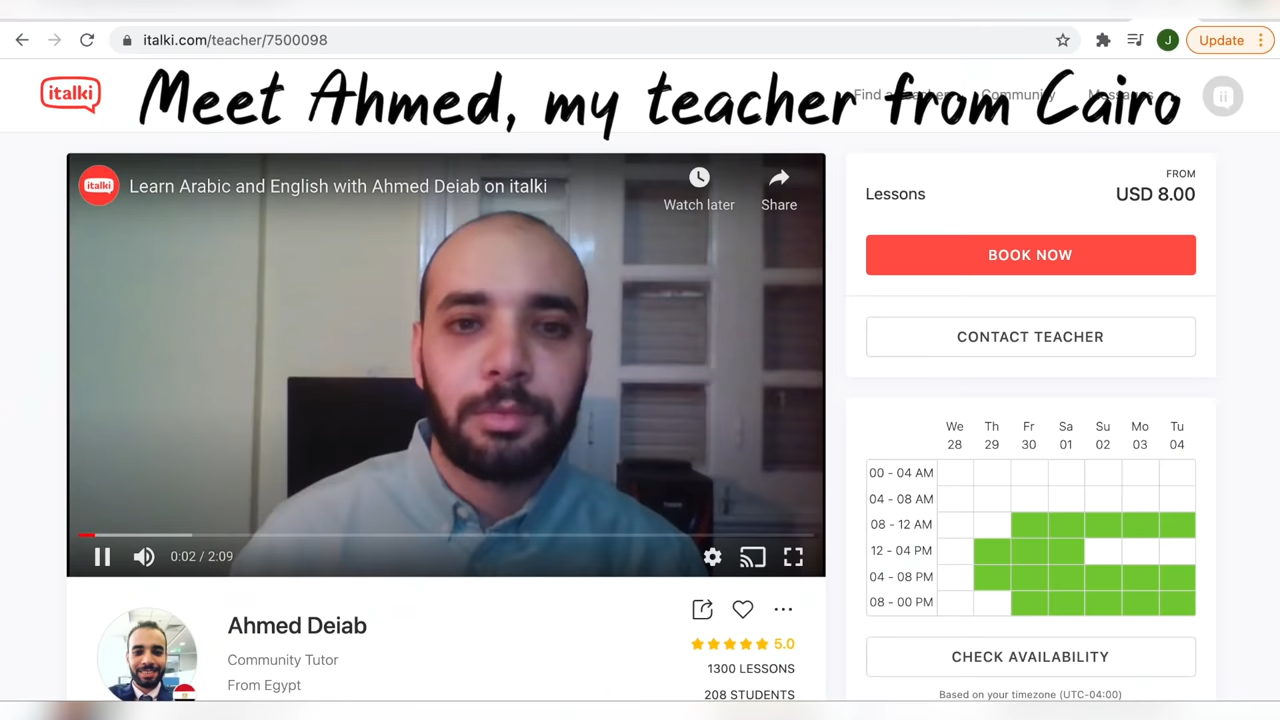 italki.com/teacher/7500098
J
Update
italki
Meet Ahmed, my teacher from Cairo
Community
italki
Learn Arabic and English with Ahmed Deiab on italki
Watch later
Share
0:02 / 2:09
Ahmed Deiab
Community Tutor
From Egypt
5.0
1300 LESSONS
208 STUDENTS
FROM
Lessons
USD 8.00
BOOK NOW
CONTACT TEACHER
We Th Fr Sa Su Mo Tu
28 29 30 01 02 03 04
00 - 04 AM
04 - 08 AM
08 - 12 AM
12 - 04 PM
04 - 08 PM
08 - 00 PM
CHECK AVAILABILITY
Based on your timezone (UTC-04:00)